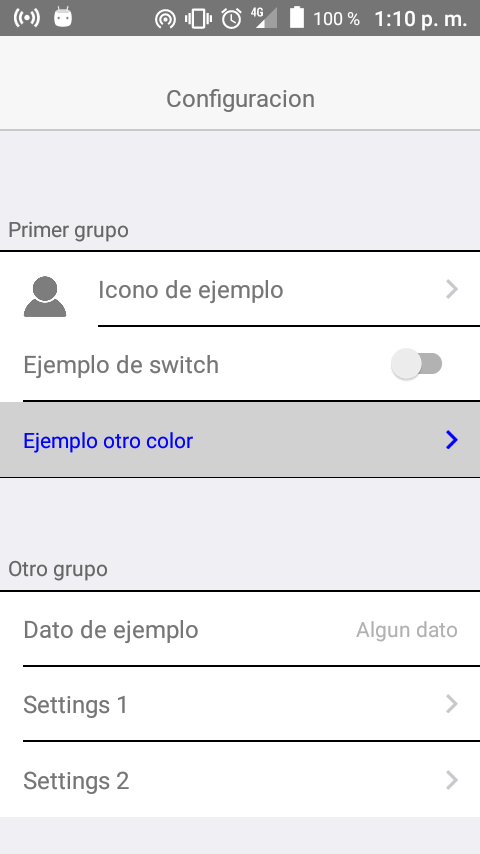 4G 100 % 1:10 p. m.
Configuracion
Primer grupo
Icono de ejemplo
Ejemplo de switch
Ejemplo otro color
Otro grupo
Dato de ejemplo Algun dato
Settings 1
Settings 2